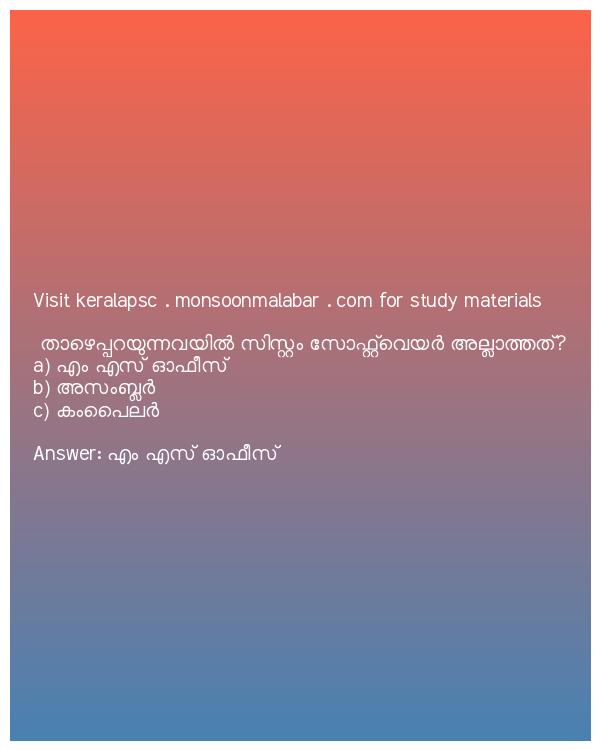 Visit keralapsc . monsoonmalabar . com for study materials
താഴെപ്പറയുന്നവയിൽ സിസ്റ്റം സോഫ്റ്റ്‌വെയർ അല്ലാത്തത്?
a) എം എസ് ഓഫീസ്
b) അസംബ്ലർ
c) കംപൈലർ
Answer: എം എസ് ഓഫീസ്